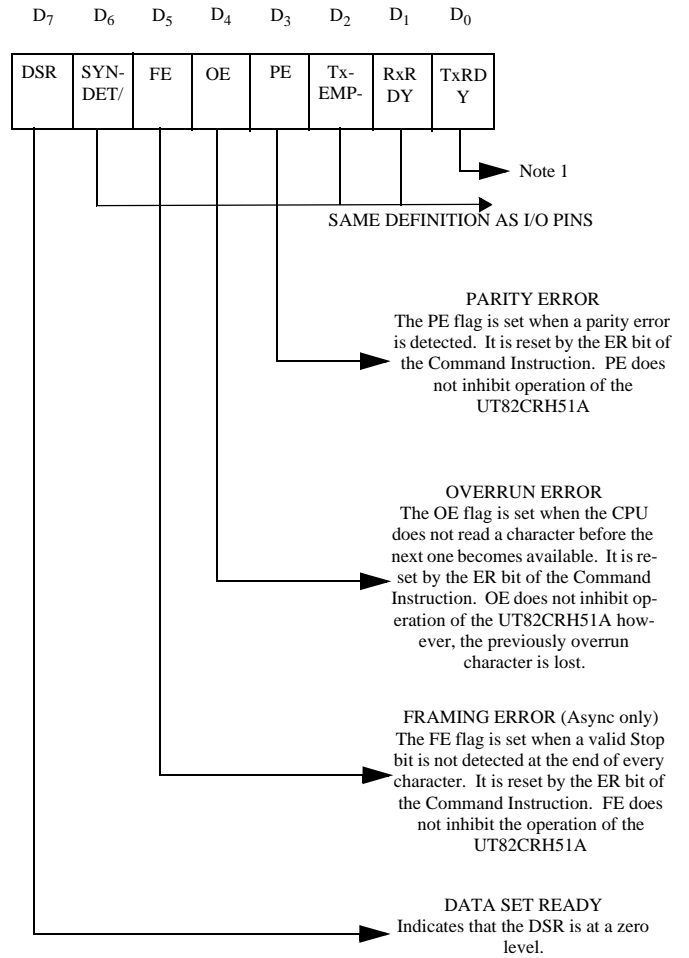 D7 D6 D5 D4 D3 D2 D1 D0
DSR SYN- FE OE PE Tx- RxR TxRD
DET/ EMP- DY Y
Note 1
SAME DEFINITION AS I/O PINS
PARITY ERROR
The PE flag is set when a parity error
is detected. It is reset by the ER bit of
the Command Instruction. PE does
not inhibit operation of the
UT82CRH51A
OVERRUN ERROR
The OE flag is set when the CPU
does not read a character before the
next one becomes available. It is re-
set by the ER bit of the Command
Instruction. OE does not inhibit op-
eration of the UT82CRH51A how-
ever, the previously overrun
character is lost.
FRAMING ERROR (Async only)
The FE flag is set when a valid Stop
bit is not detected at the end of every
character. It is reset by the ER bit of
the Command Instruction. FE does
not inhibit the operation of the
UT82CRH51A
DATA SET READY
Indicates that the DSR is at a zero
level.